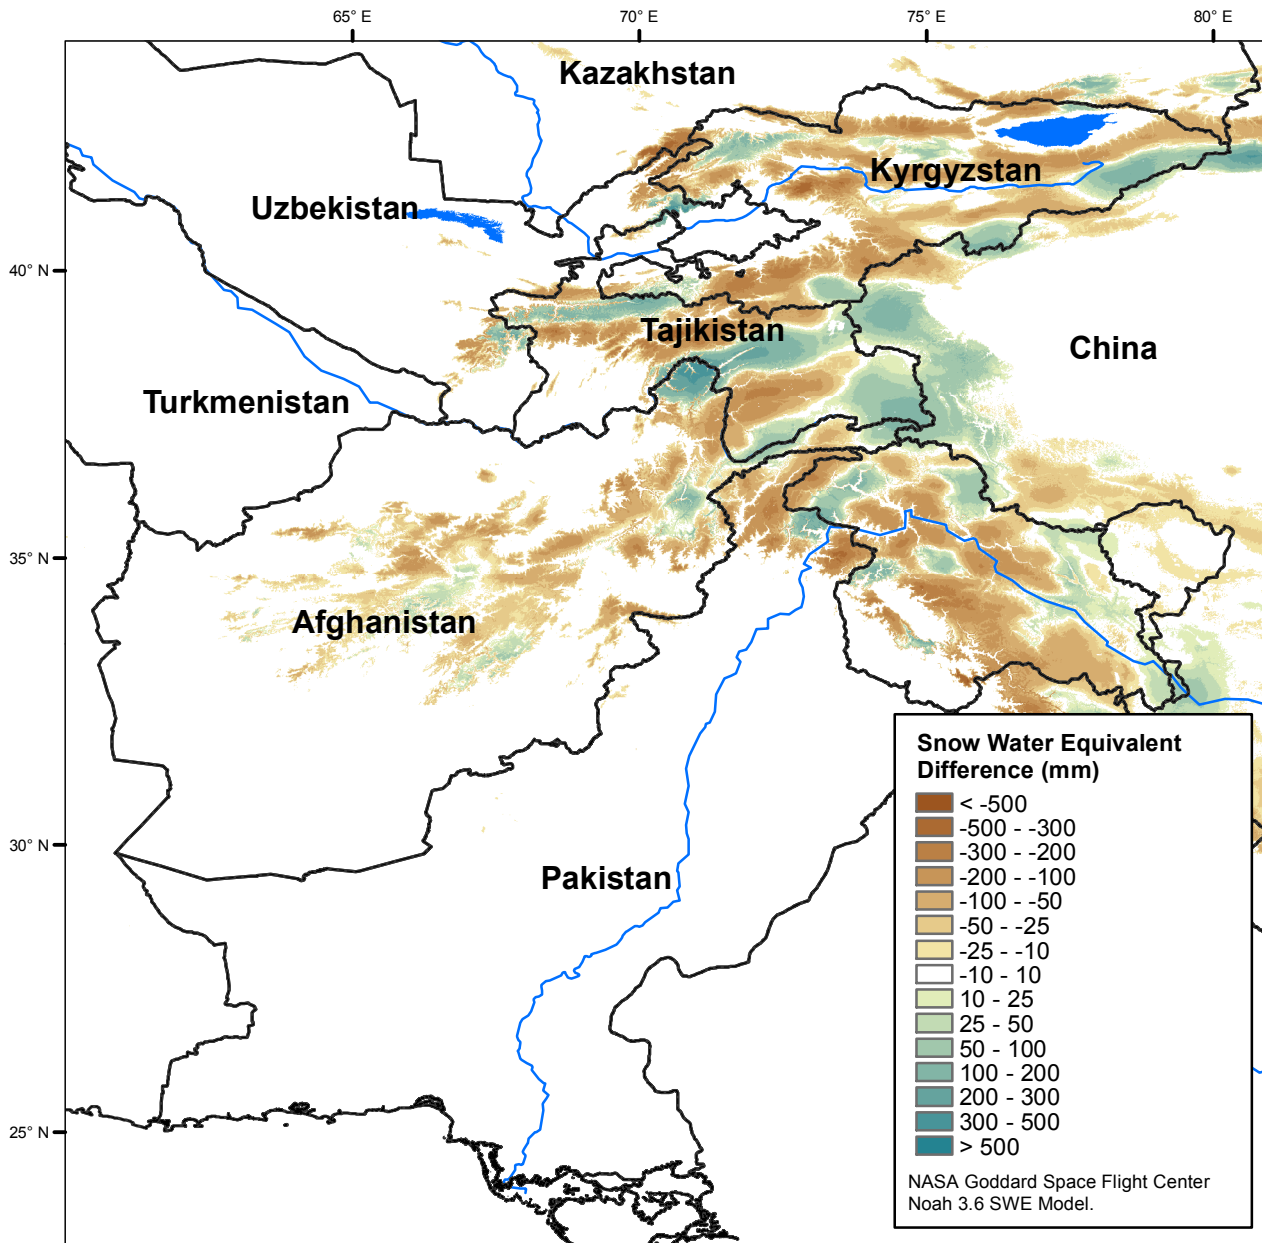 65° E
70° E
75° E
80° E
Kazakhstan
Kyrgyzstan
Uzbekistan
40° N
Tajikistan
China
Turkmenistan
35° N
Afghanistan
30° N
Pakistan
25° N
Snow Water Equivalent
Difference (mm)
< -500
-500 - -300
-300 - -200
-200 - -100
-100 - -50
-50 - -25
-25 - -10
-10 - 10
10 - 25
25 - 50
50 - 100
100 - 200
200 - 300
300 - 500
> 500
NASA Goddard Space Flight Center
Noah 3.6 SWE Model.